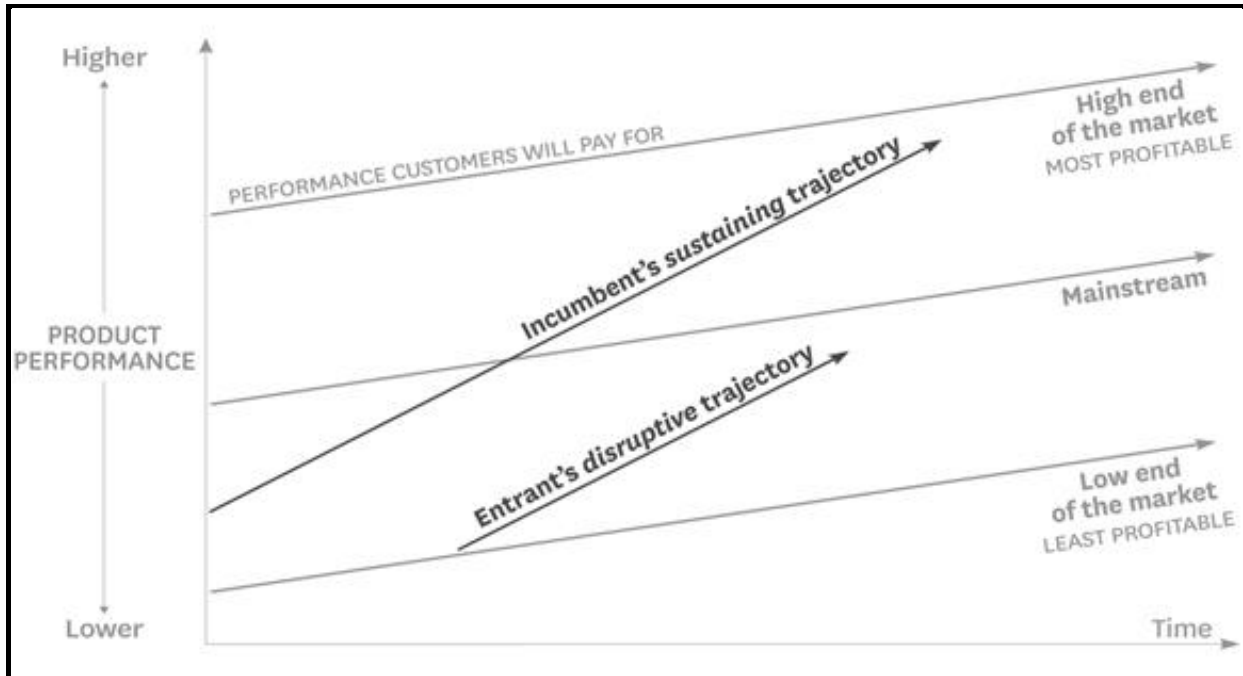 Higher
PERFORMANCE CUSTOMERS WILL PAY FOR
High end
of the market
MOST PROFITABLE
Incumbent’s sustaining trajectory
Mainstream
PRODUCT
PERFORMANCE
Entrant’s disruptive trajectory
Low end
of the market
LEAST PROFITABLE
Lower
Time